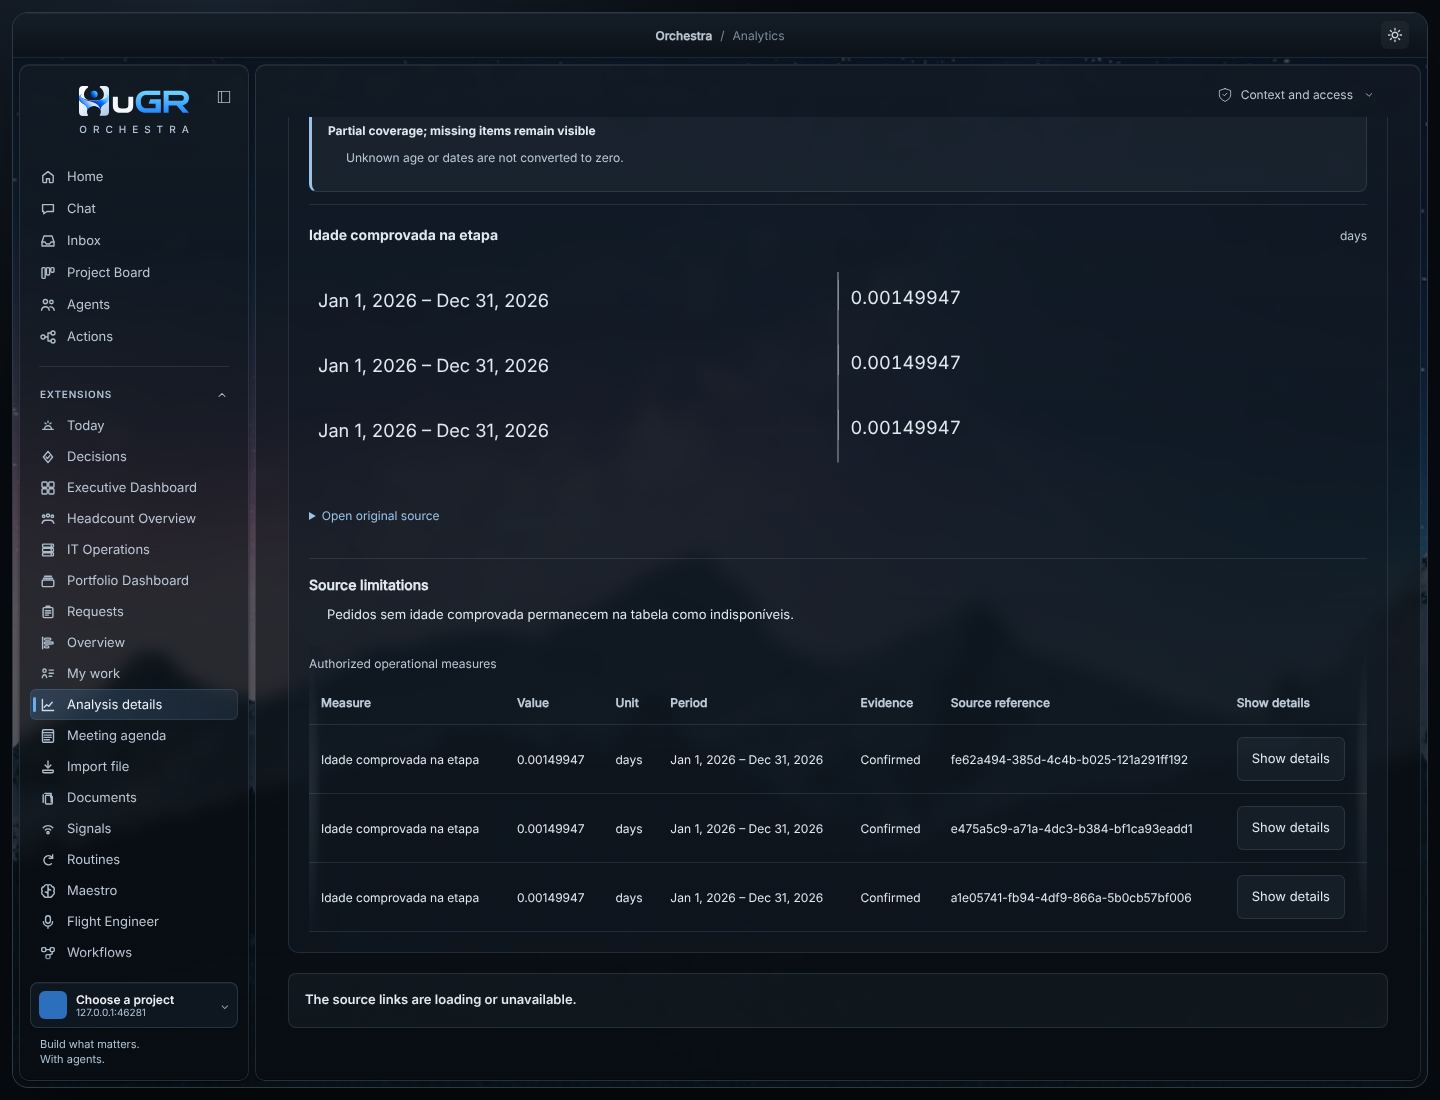 Orchestra / Analytics
HuGR
ORCHESTRA
Context and access
Home
Chat
Inbox
Project Board
Agents
Actions
EXTENSIONS
Today
Decisions
Executive Dashboard
Headcount Overview
IT Operations
Portfolio Dashboard
Requests
Overview
My work
Analysis details
Meeting agenda
Import file
Documents
Signals
Routines
Maestro
Flight Engineer
Workflows
Choose a project
127.0.0.1:46281
Build what matters.
With agents.
Partial coverage; missing items remain visible
Unknown age or dates are not converted to zero.
Idade comprovada na etapa days
Jan 1, 2026 – Dec 31, 2026 0.00149947
Jan 1, 2026 – Dec 31, 2026 0.00149947
Jan 1, 2026 – Dec 31, 2026 0.00149947
Open original source
Source limitations
Pedidos sem idade comprovada permanecem na tabela como indisponíveis.
Authorized operational measures
Measure Value Unit Period Evidence Source reference Show details
Idade comprovada na etapa 0.00149947 days Jan 1, 2026 – Dec 31, 2026 Confirmed fe62a494-385d-4c4b-b025-121a291ff192 Show details
Idade comprovada na etapa 0.00149947 days Jan 1, 2026 – Dec 31, 2026 Confirmed e475a5c9-a71a-4dc3-b384-bf1ca93eadd1 Show details
Idade comprovada na etapa 0.00149947 days Jan 1, 2026 – Dec 31, 2026 Confirmed a1e05741-fb94-4df9-866a-5b0cb57bf006 Show details
The source links are loading or unavailable.